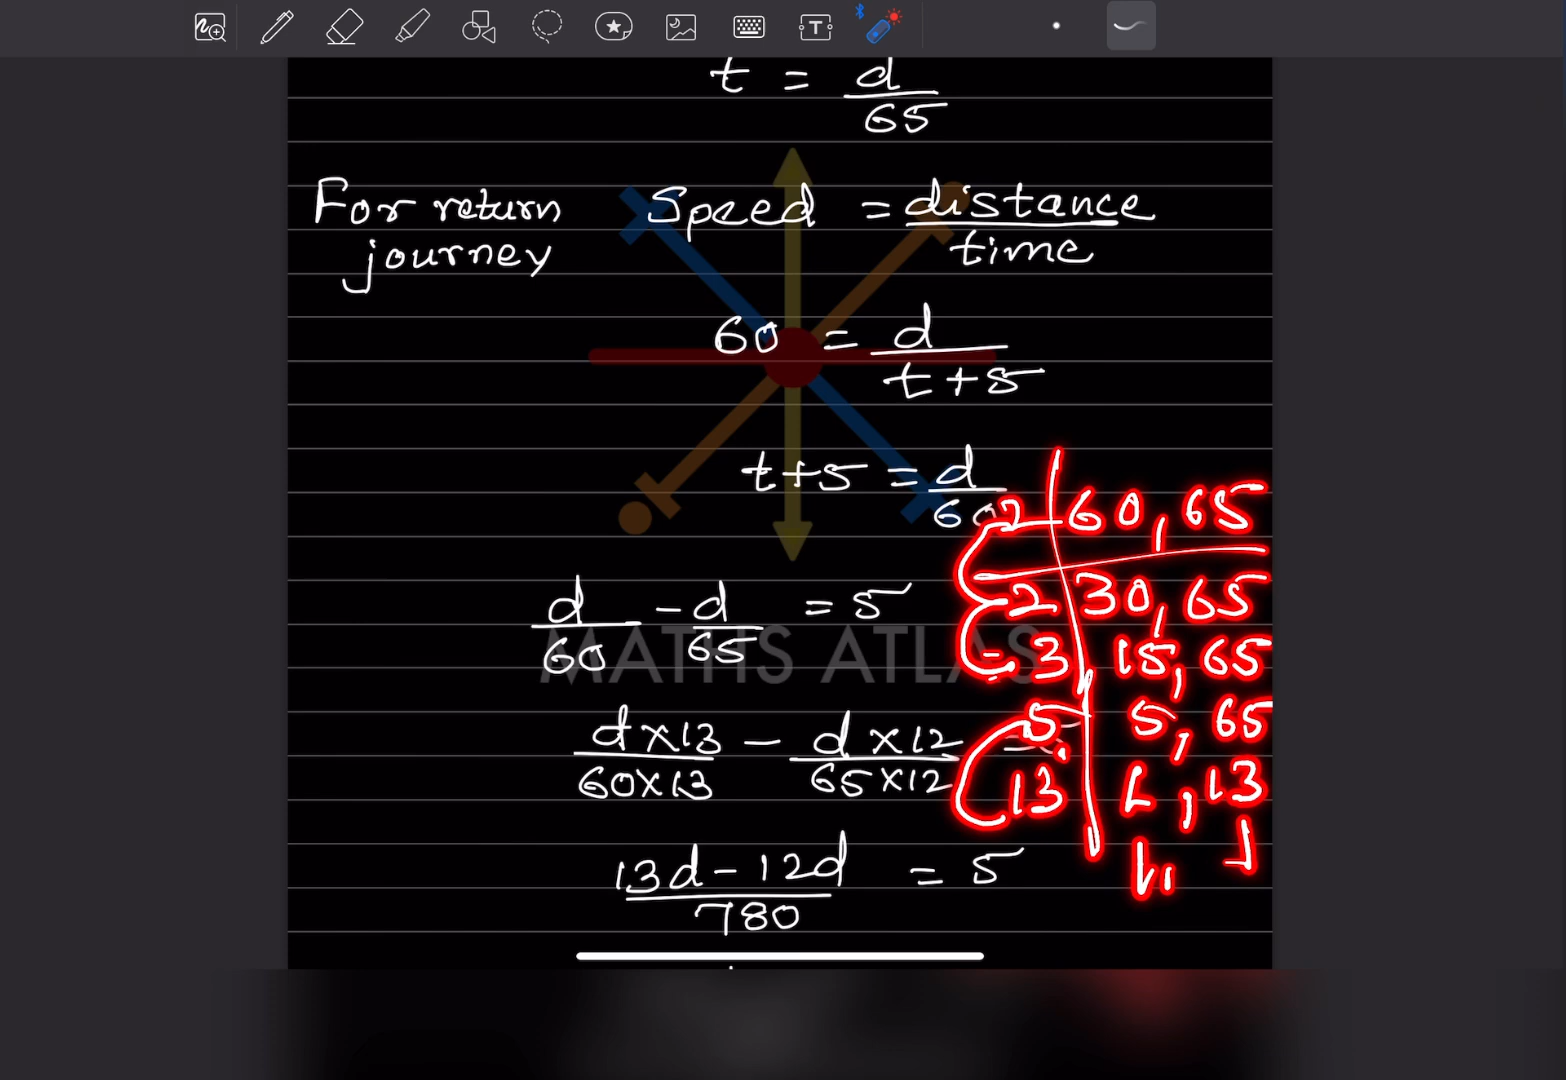 t = d/65
For return journey Speed = distance/time
60 = d/t+5
t+5 = d/60
d/60 - d/65 = 5
MATHS ATLAS
d×13/60×13 - d×12/65×12 = 5
13d-12d/780 = 5
2 | 60, 65
2 | 30, 65
3 | 15, 65
5 | 5, 65
13 | 1, 13
1, 1